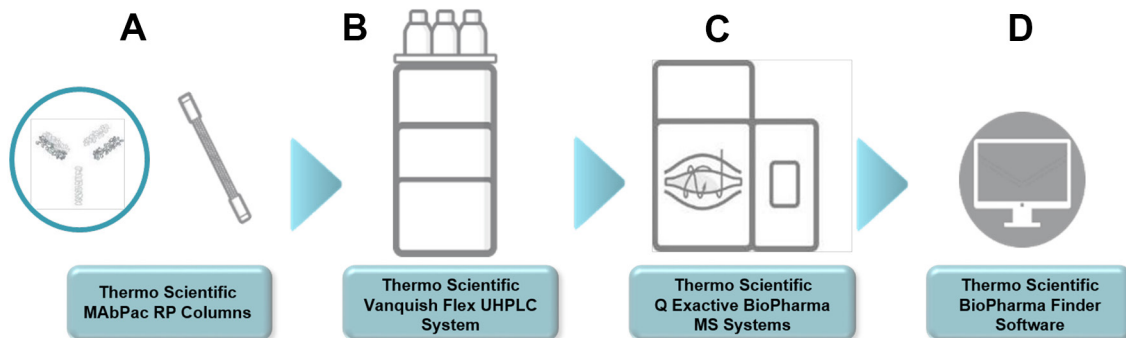 A
B
C
D
Thermo Scientific
MAbPac RP Columns
Thermo Scientific
Vanquish Flex UHPLC
System
Thermo Scientific
Q Exactive BioPharma
MS Systems
Thermo Scientific
BioPharma Finder
Software